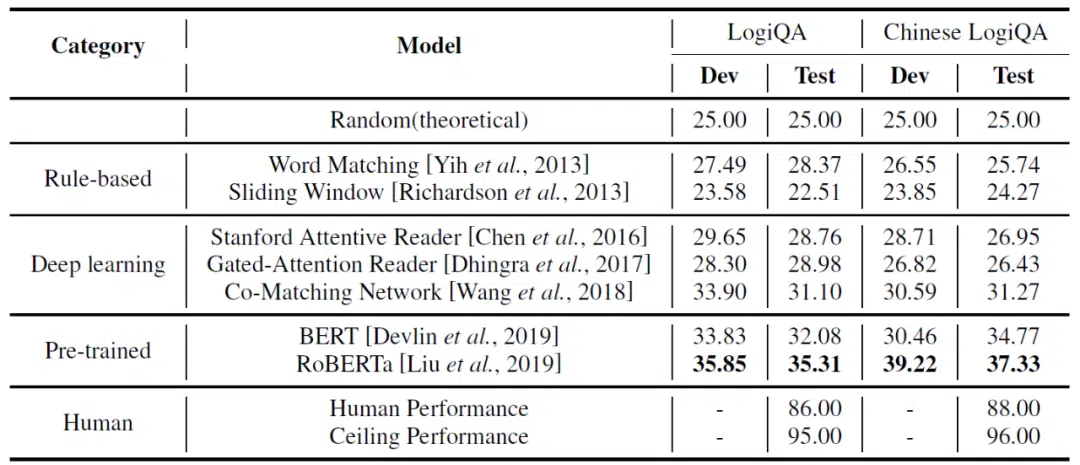 Category Model LogiQA Chinese LogiQA
Dev Test Dev Test
Random(theoretical) 25.00 25.00 25.00 25.00
Rule-based Word Matching [Yih et al., 2013] 27.49 28.37 26.55 25.74
Sliding Window [Richardson et al., 2013] 23.58 22.51 23.85 24.27
Deep learning Stanford Attentive Reader [Chen et al., 2016] 29.65 28.76 28.71 26.95
Gated-Attention Reader [Dhingra et al., 2017] 28.30 28.98 26.82 26.43
Co-Matching Network [Wang et al., 2018] 33.90 31.10 30.59 31.27
Pre-trained BERT [Devlin et al., 2019] 33.83 32.08 30.46 34.77
RoBERTa [Liu et al., 2019] 35.85 35.31 39.22 37.33
Human Human Performance - 86.00 - 88.00
Ceiling Performance - 95.00 - 96.00